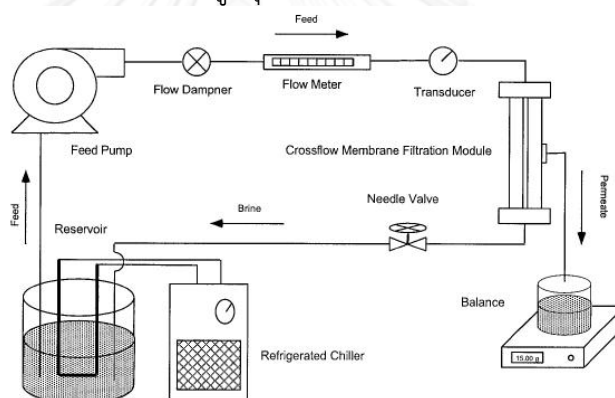 Feed
Flow Dampner
Flow Meter
Transducer
Feed Pump
Crossflow Membrane Filtration Module
Permeate
Feed
Reservoir
Brine
Needle Valve
Balance
Refrigerated Chiller
15.00 g